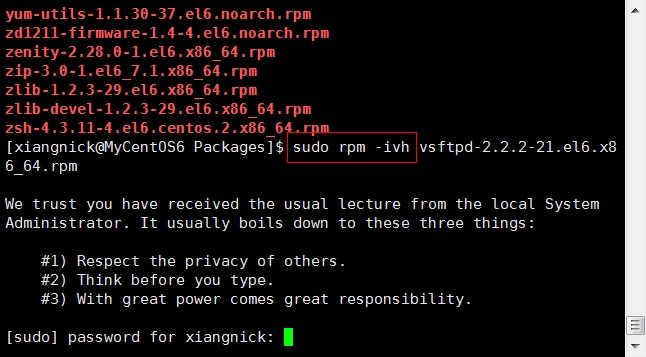 yum-utils-1.1.30-37.el6.noarch.rpm
zd1211-firmware-1.4-4.el6.noarch.rpm
zenity-2.28.0-1.el6.x86_64.rpm
zip-3.0-1.el6_7.1.x86_64.rpm
zlib-1.2.3-29.el6.x86_64.rpm
zlib-devel-1.2.3-29.el6.x86_64.rpm
zsh-4.3.11-4.el6.centos.2.x86_64.rpm
[xiangnick@MyCentOS6 Packages]$ sudo rpm -ivh vsftpd-2.2.2-21.el6.x8
6_64.rpm
We trust you have received the usual lecture from the local System
Administrator. It usually boils down to these three things:
#1) Respect the privacy of others.
#2) Think before you type.
#3) With great power comes great responsibility.
[sudo] password for xiangnick: